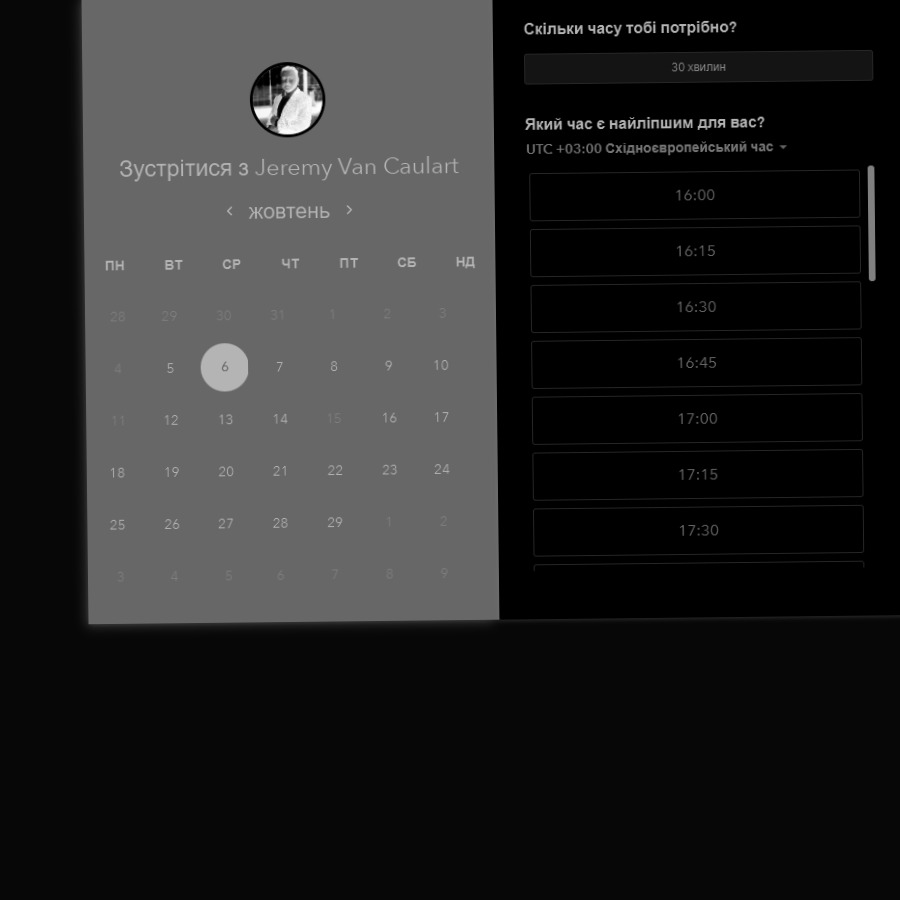 Зустрітися з Jeremy Van Caulart
жовтень
ПН ВТ СР ЧТ ПТ СБ НД
28 29 30 31 1 2 3
4 5 6 7 8 9 10
11 12 13 14 15 16 17
18 19 20 21 22 23 24
25 26 27 28 29 1 2
3 4 5 6 7 8 9
Скільки часу тобі потрібно?
30 хвилин
Який час є найліпшим для вас?
UTC +03:00 Східноєвропейський час
16:00
16:15
16:30
16:45
17:00
17:15
17:30